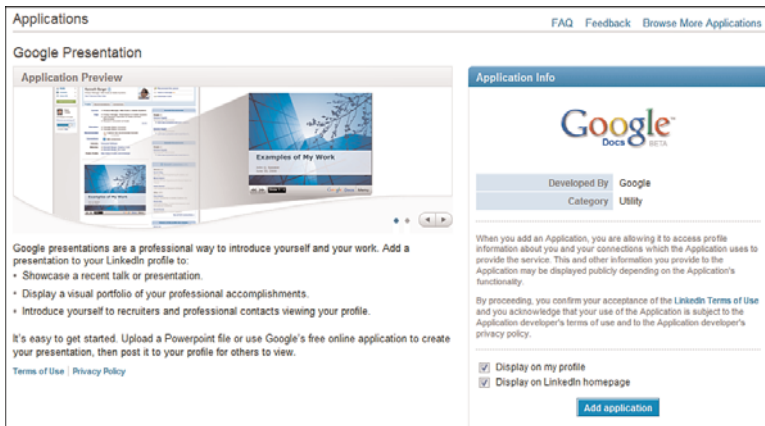 Applications
FAQ Feedback Browse More Applications
Google Presentation
Application Preview
Examples of My Work
Application Info
Google
Docs BETA
Developed By Google
Category Utility
When you add an Application, you are allowing it to access profile
information about you and your connections which the Application uses to
provide the service. This and other information you provide to the
Application may be displayed publicly depending on the Application's
functionality.
By proceeding, you confirm your acceptance of the LinkedIn Terms of Use
and you acknowledge that your use of the Application is subject to the
Application developer's terms of use and to the Application developer's
privacy policy.
Display on my profile
Display on LinkedIn homepage
Add application
Google presentations are a professional way to introduce yourself and your work. Add a
presentation to your LinkedIn profile to:
• Showcase a recent talk or presentation.
• Display a visual portfolio of your professional accomplishments.
• Introduce yourself to recruiters and professional contacts viewing your profile.
It's easy to get started. Upload a Powerpoint file or use Google's free online application to create
your presentation, then post it to your profile for others to view.
Terms of Use | Privacy Policy